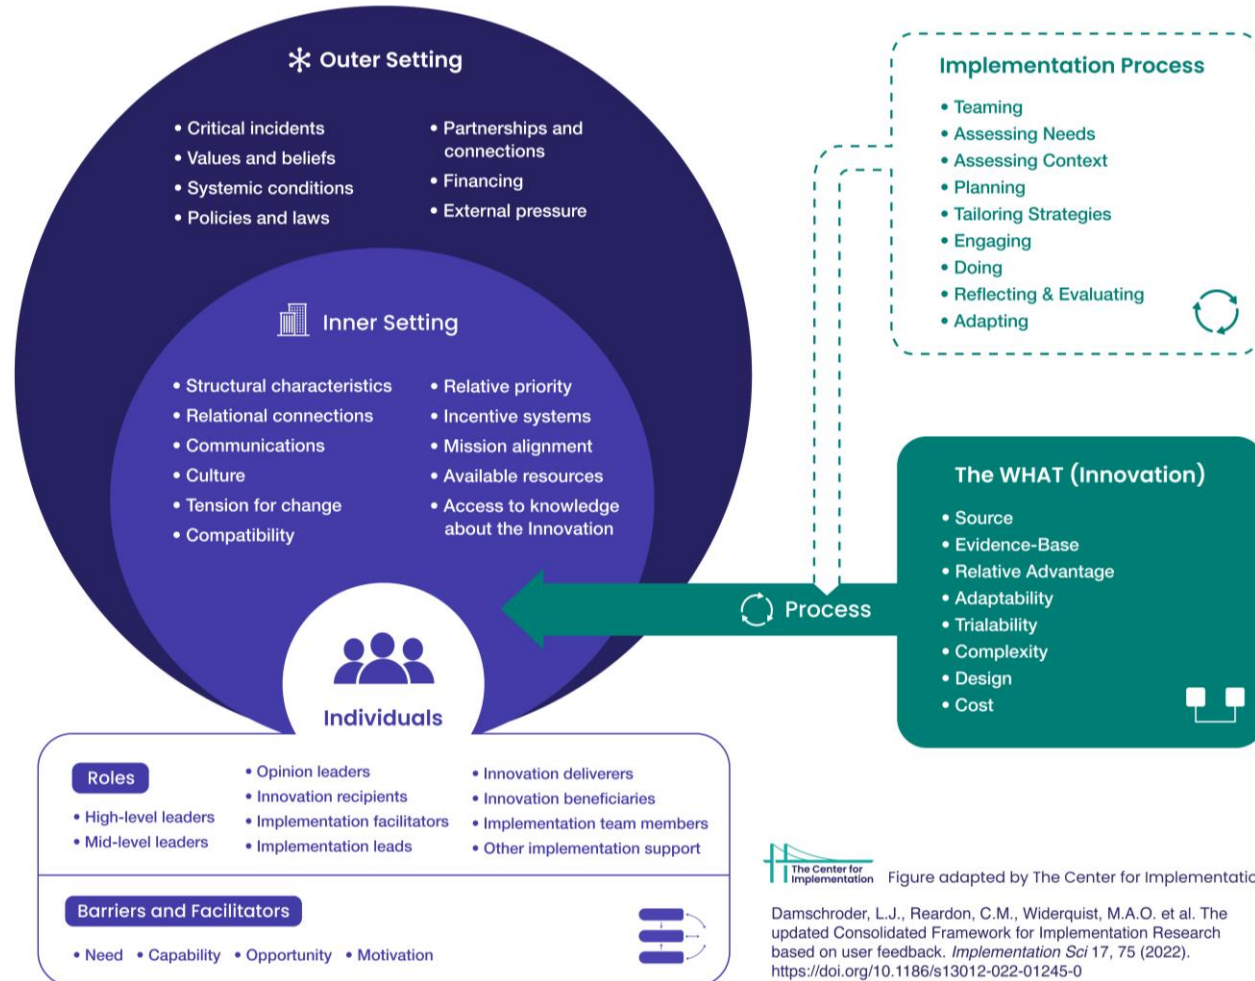 Outer Setting
• Critical incidents
• Values and beliefs
• Systemic conditions
• Policies and laws
• Partnerships and
connections
• Financing
• External pressure
Inner Setting
• Structural characteristics
• Relational connections
• Communications
• Culture
• Tension for change
• Compatibility
• Relative priority
• Incentive systems
• Mission alignment
• Available resources
• Access to knowledge
about the Innovation
Individuals
Roles
• High-level leaders
• Mid-level leaders
• Opinion leaders
• Innovation recipients
• Implementation facilitators
• Implementation leads
• Innovation deliverers
• Innovation beneficiaries
• Implementation team members
• Other implementation support
Barriers and Facilitators
• Need • Capability • Opportunity • Motivation
Implementation Process
• Teaming
• Assessing Needs
• Assessing Context
• Planning
• Tailoring Strategies
• Engaging
• Doing
• Reflecting & Evaluating
• Adapting
Process
The WHAT (Innovation)
• Source
• Evidence-Base
• Relative Advantage
• Adaptability
• Trialability
• Complexity
• Design
• Cost
The Center for
Implementation
Figure adapted by The Center for Implementatio
Damschroder, L.J., Reardon, C.M., Widerquist, M.A.O. et al. The
updated Consolidated Framework for Implementation Research
based on user feedback. Implementation Sci 17, 75 (2022).
https://doi.org/10.1186/s13012-022-01245-0